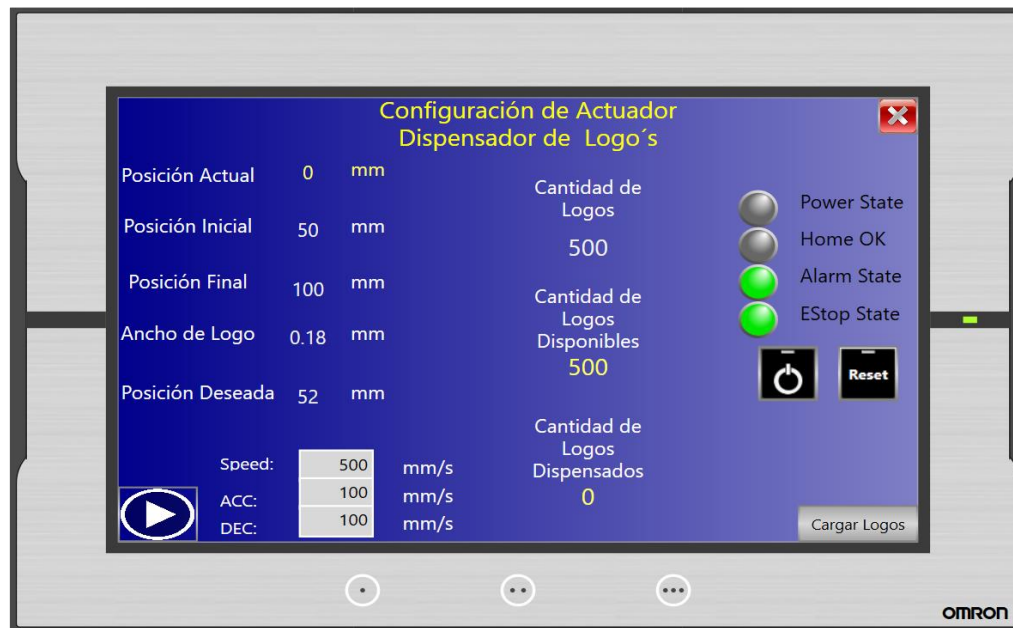 Configuración de Actuador
Dispensador de Logo´s
Posición Actual 0 mm
Posición Inicial 50 mm
Posición Final 100 mm
Ancho de Logo 0.18 mm
Posición Deseada 52 mm
Speed: 500 mm/s
ACC: 100 mm/s
DEC: 100 mm/s
Cantidad de
Logos
500
Cantidad de
Logos
Disponibles
500
Cantidad de
Logos
Dispensados
0
Power State
Home OK
Alarm State
EStop State
Reset
Cargar Logos
OMRON